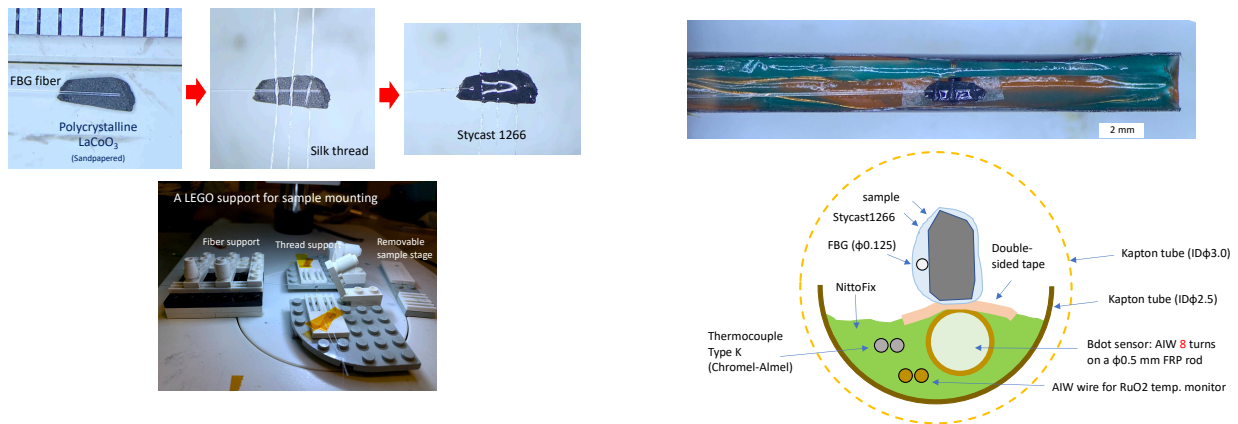 FBG fiber
Polycrystalline
LaCoO₃
(Sandpapered)
Silk thread
Stycast 1266
A LEGO support for sample mounting
Fiber support
Thread support
Removable
sample stage
2 mm
sample
Stycast1266
FBG (ϕ0.125)
Double-
sided tape
NittoFix
Kapton tube (IDϕ3.0)
Kapton tube (IDϕ2.5)
Thermocouple
Type K
(Chromel-Almel)
Bdot sensor: AIW 8 turns
on a ϕ0.5 mm FRP rod
AIW wire for RuO2 temp. monitor